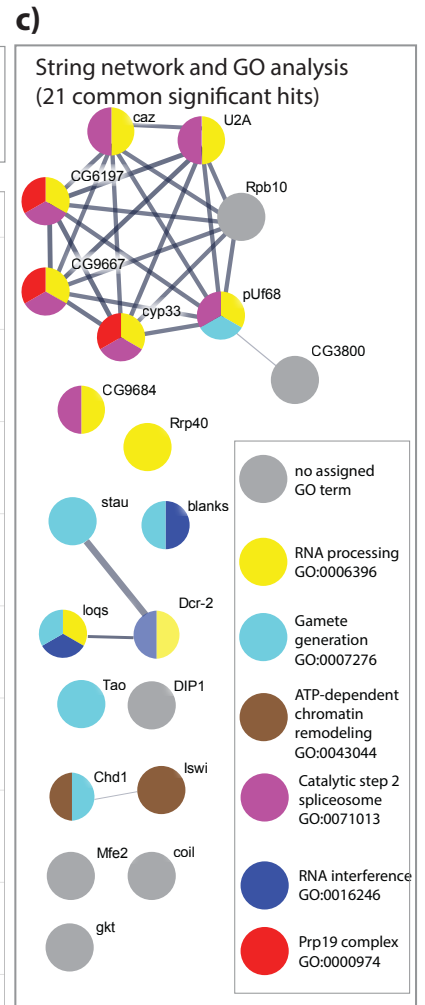 c)
String network and GO analysis
(21 common significant hits)
caz
U2A
CG6197
Rpb10
CG9667
pUf68
cyp33
CG3800
CG9684
Rrp40
stau
blanks
loqs
Dcr-2
Tao
DIP1
Chd1
Iswi
Mfe2
coil
gkt
no assigned
GO term
RNA processing
GO:0006396
Gamete
generation
GO:0007276
ATP-dependent
chromatin
remodeling
GO:0043044
Catalytic step 2
spliceosome
GO:0071013
RNA interference
GO:0016246
Prp19 complex
GO:0000974